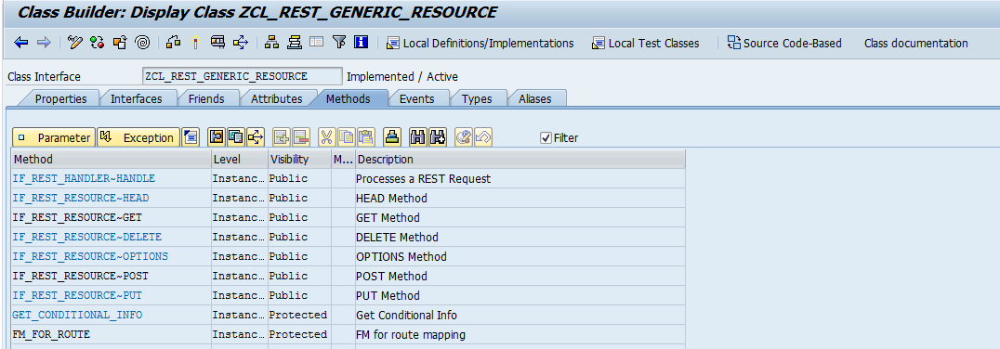 Class Builder: Display Class ZCL_REST_GENERIC_RESOURCE
Local Definitions/Implementations Local Test Classes Source Code-Based Class documentation
Class Interface ZCL_REST_GENERIC_RESOURCE Implemented / Active
Properties Interfaces Friends Attributes Methods Events Types Aliases
Parameter Exception Filter
Method Level Visibility M... Description
IF_REST_HANDLER~HANDLE Instanc... Public Processes a REST Request
IF_REST_RESOURCE~HEAD Instanc... Public HEAD Method
IF_REST_RESOURCE~GET Instanc... Public GET Method
IF_REST_RESOURCE~DELETE Instanc... Public DELETE Method
IF_REST_RESOURCE~OPTIONS Instanc... Public OPTIONS Method
IF_REST_RESOURCE~POST Instanc... Public POST Method
IF_REST_RESOURCE~PUT Instanc... Public PUT Method
GET_CONDITIONAL_INFO Instanc... Protected Get Conditional Info
FM_FOR_ROUTE Instanc... Protected FM for route mapping